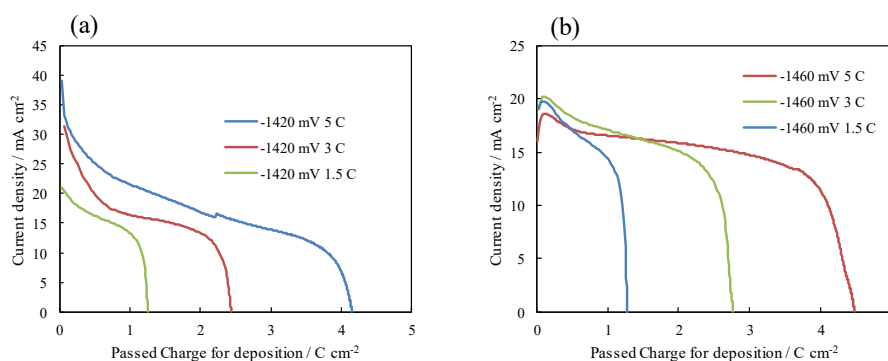 (a)
45
40
35
30
25
20
15
10
5
0
Current density / mA cm-2
-1420 mV 5 C
-1420 mV 3 C
-1420 mV 1.5 C
0 1 2 3 4 5
Passed Charge for deposition / C cm-2
(b)
25
20
15
10
5
0
Current density / mA cm-2
-1460 mV 5 C
-1460 mV 3 C
-1460 mV 1.5 C
0 1 2 3 4
Passed Charge for deposition / C cm-2